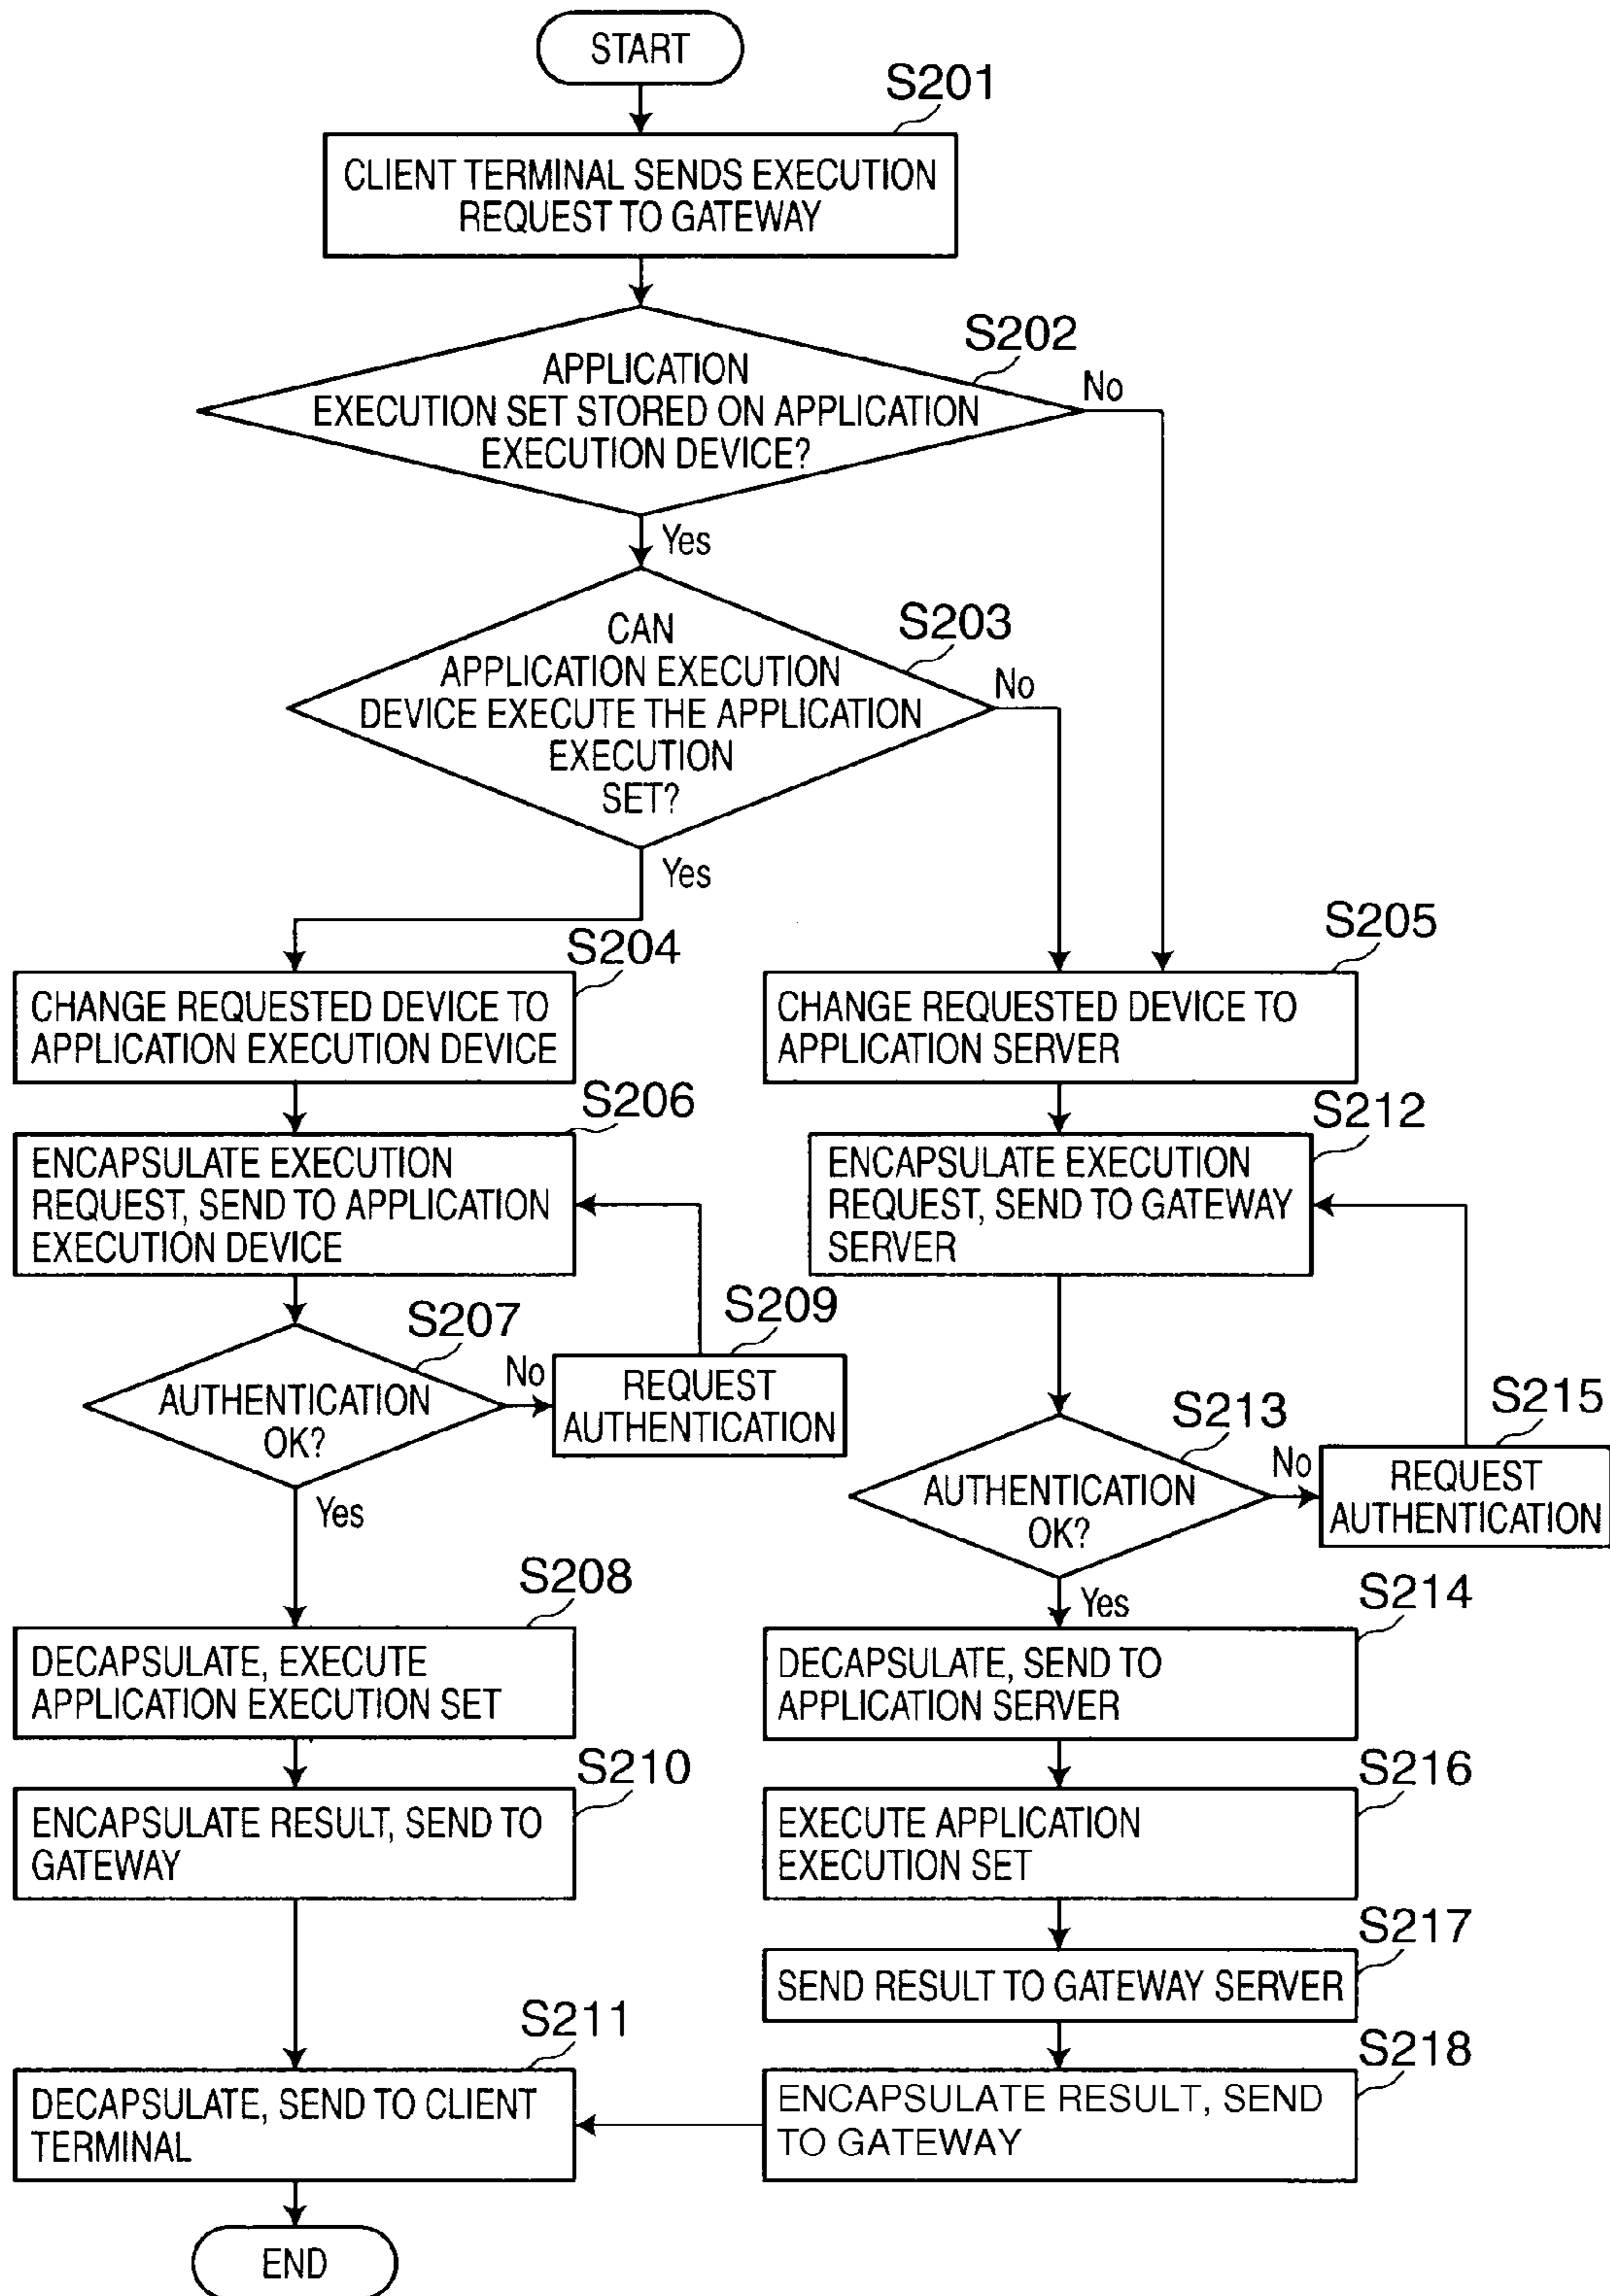 START
S201
CLIENT TERMINAL SENDS EXECUTION
REQUEST TO GATEWAY
S202
APPLICATION
EXECUTION SET STORED ON APPLICATION
EXECUTION DEVICE?
No
Yes
S203
CAN
APPLICATION EXECUTION
DEVICE EXECUTE THE APPLICATION
EXECUTION
SET?
No
Yes
S204
CHANGE REQUESTED DEVICE TO
APPLICATION EXECUTION DEVICE
S205
CHANGE REQUESTED DEVICE TO
APPLICATION SERVER
S206
ENCAPSULATE EXECUTION
REQUEST, SEND TO APPLICATION
EXECUTION DEVICE
S212
ENCAPSULATE EXECUTION
REQUEST, SEND TO GATEWAY
SERVER
S207
AUTHENTICATION
OK?
No
Yes
S209
REQUEST
AUTHENTICATION
S213
AUTHENTICATION
OK?
No
Yes
S215
REQUEST
AUTHENTICATION
S208
DECAPSULATE, EXECUTE
APPLICATION EXECUTION SET
S214
DECAPSULATE, SEND TO
APPLICATION SERVER
S210
ENCAPSULATE RESULT, SEND TO
GATEWAY
S216
EXECUTE APPLICATION
EXECUTION SET
S217
SEND RESULT TO GATEWAY SERVER
S211
DECAPSULATE, SEND TO CLIENT
TERMINAL
S218
ENCAPSULATE RESULT, SEND
TO GATEWAY
END